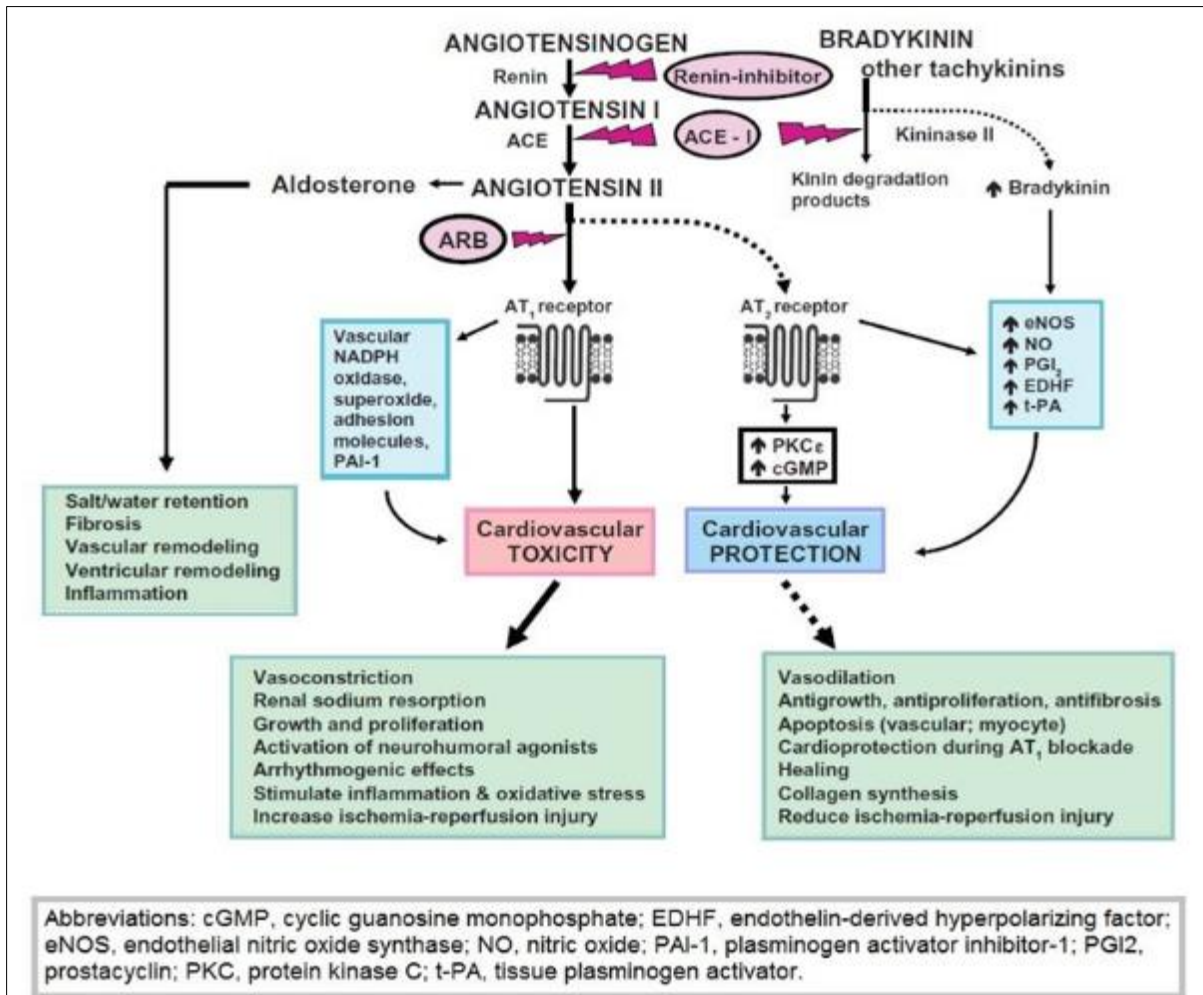 ANGIOTENSINOGEN
Renin
Renin-inhibitor
BRADYKININ
other tachykinins
ANGIOTENSIN I
ACE
ACE - I
Kininase II
Kinin degradation
products
↑ Bradykinin
Aldosterone
ANGIOTENSIN II
ARB
AT1 receptor
AT2 receptor
Vascular
NADPH
oxidase,
superoxide,
adhesion
molecules,
PAI-1
↑ eNOS
↑ NO
↑ PGI2
↑ EDHF
↑ t-PA
↑ PKCε
↑ cGMP
Salt/water retention
Fibrosis
Vascular remodeling
Ventricular remodeling
Inflammation
Cardiovascular
TOXICITY
Cardiovascular
PROTECTION
Vasoconstriction
Renal sodium resorption
Growth and proliferation
Activation of neurohumoral agonists
Arrhythmogenic effects
Stimulate inflammation & oxidative stress
Increase ischemia-reperfusion injury
Vasodilation
Antigrowth, antiproliferation, antifibrosis
Apoptosis (vascular; myocyte)
Cardioprotection during AT1 blockade
Healing
Collagen synthesis
Reduce ischemia-reperfusion injury
Abbreviations: cGMP, cyclic guanosine monophosphate; EDHF, endothelin-derived hyperpolarizing factor;
eNOS, endothelial nitric oxide synthase; NO, nitric oxide; PAI-1, plasminogen activator inhibitor-1; PGI2,
prostacyclin; PKC, protein kinase C; t-PA, tissue plasminogen activator.